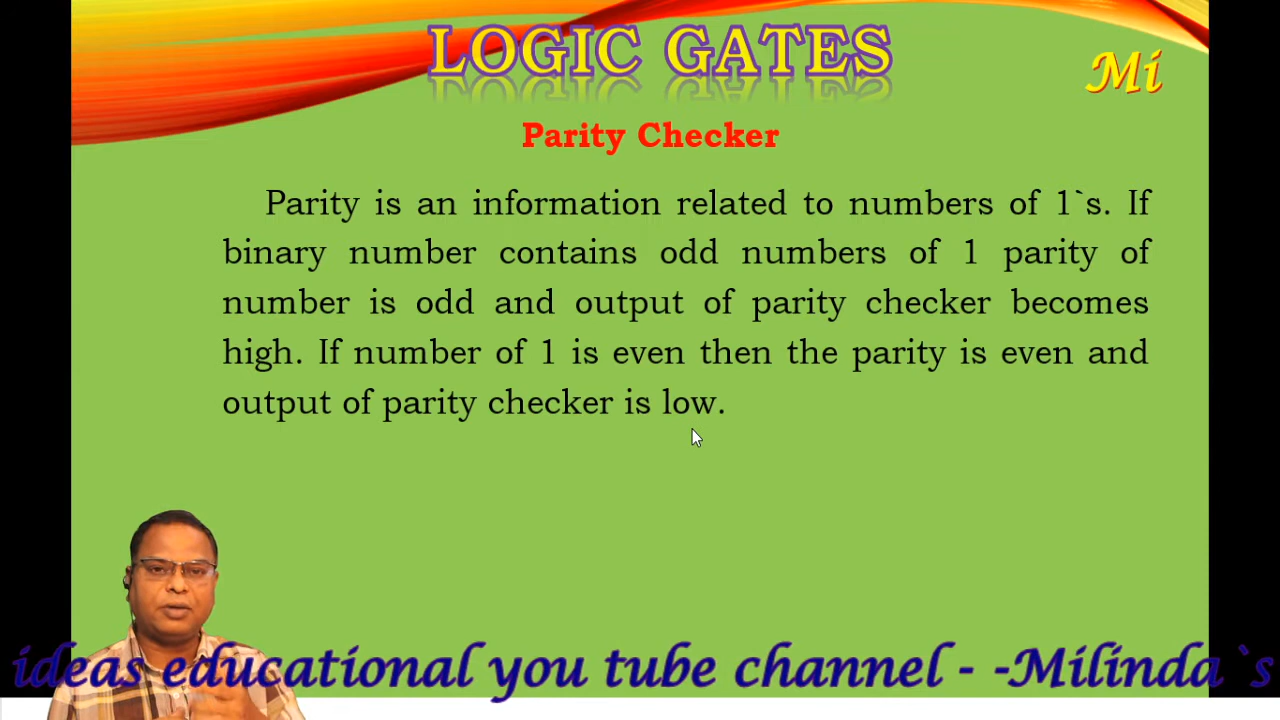 LOGIC GATES
Mi
Parity Checker
Parity is an information related to numbers of 1`s. If
binary number contains odd numbers of 1 parity of
number is odd and output of parity checker becomes
high. If number of 1 is even then the parity is even and
output of parity checker is low.
ideas educational you tube channel - -Milinda`s